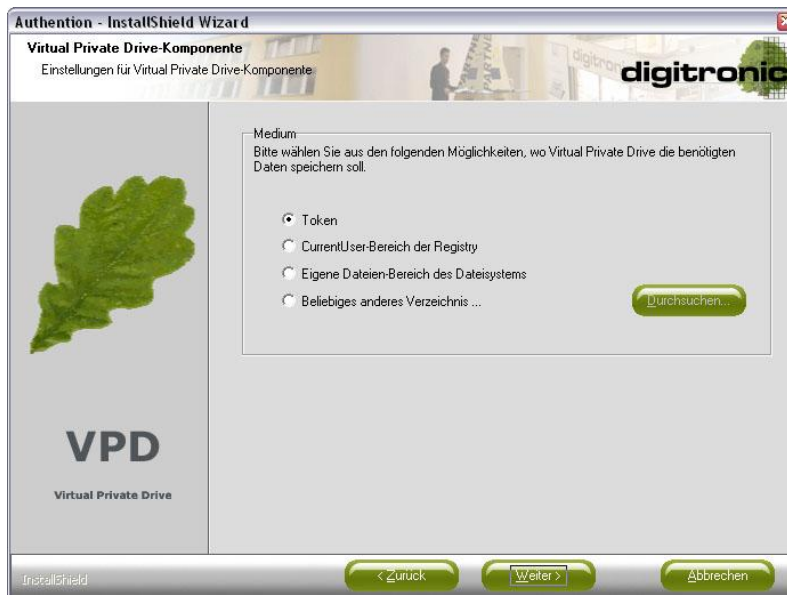 Authention - InstallShield Wizard
Virtual Private Drive-Komponente
Einstellungen für Virtual Private Drive-Komponente
PARTNER
digitronic
digitronic
Medium
Bitte wählen Sie aus den folgenden Möglichkeiten, wo Virtual Private Drive die benötigten
Daten speichern soll.
Token
CurrentUser-Bereich der Registry
Eigene Dateien-Bereich des Dateisystems
Beliebiges anderes Verzeichnis ...
Durchsuchen...
VPD
Virtual Private Drive
InstallShield
< Zurück
Weiter >
Abbrechen